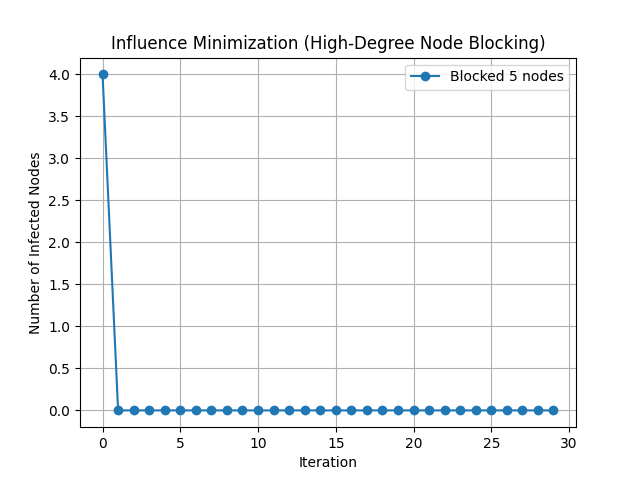 Influence Minimization (High-Degree Node Blocking)
Blocked 5 nodes
4.0
3.5
3.0
2.5
2.0
1.5
1.0
0.5
0.0
Number of Infected Nodes
0 5 10 15 20 25 30
Iteration